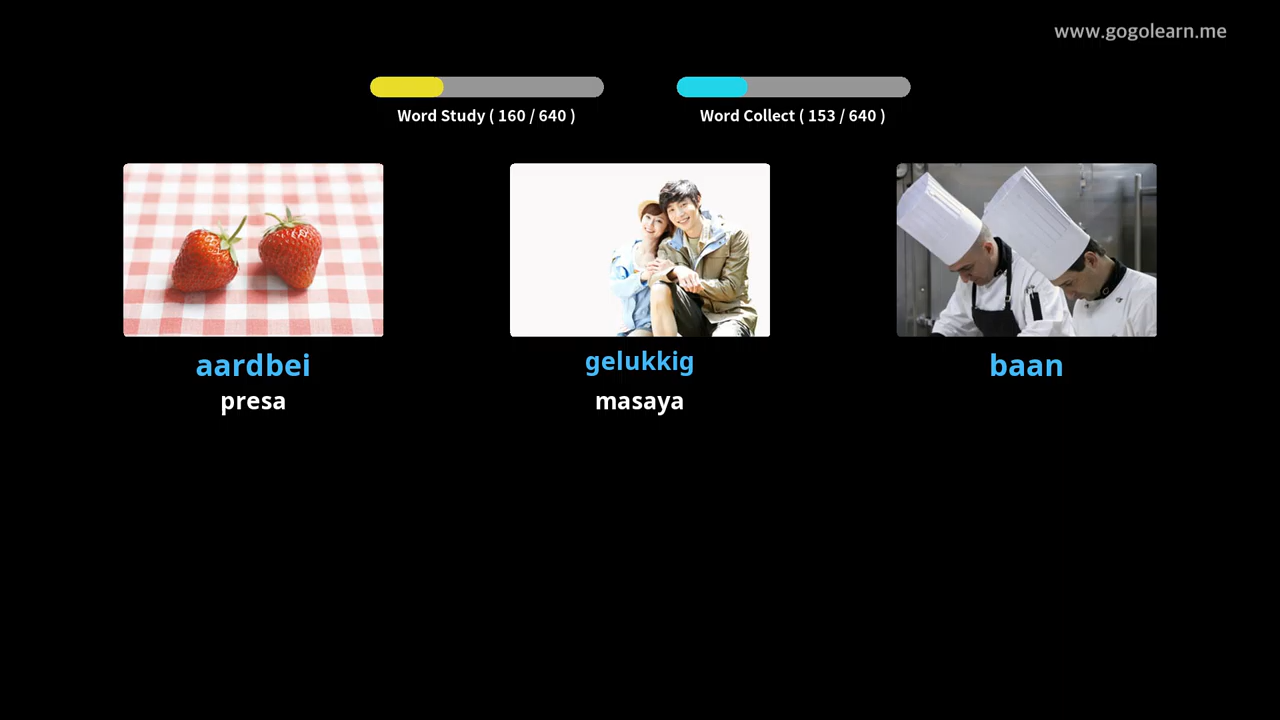 www.gogolearn.me
Word Study ( 160 / 640 )
Word Collect ( 153 / 640 )
aardbei
presa
gelukkig
masaya
baan